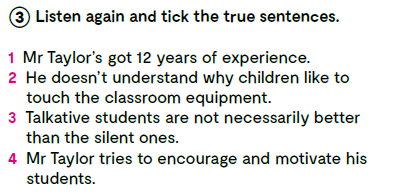 ③ Listen again and tick the true sentences.
1 Mr Taylor's got 12 years of experience.
2 He doesn't understand why children like to
touch the classroom equipment.
3 Talkative students are not necessarily better
than the silent ones.
4 Mr Taylor tries to encourage and motivate his
students.